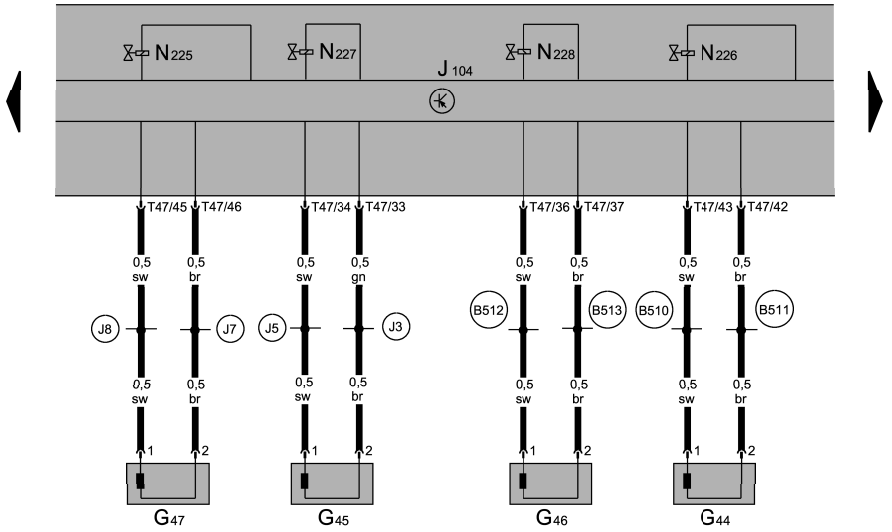 N225 N227 N228 N226
J 104
T47/45 T47/46 T47/34 T47/33 T47/36 T47/37 T47/43 T47/42
0,5 0,5 0,5 0,5 0,5 0,5 0,5 0,5
sw br sw gn sw br sw br
J8 J7 J5 J3 B512 B513 B510 B511
0,5 0,5 0,5 0,5 0,5 0,5 0,5 0,5
sw br sw br sw br sw br
1 2 1 2 1 2 1 2
G47 G45 G46 G44